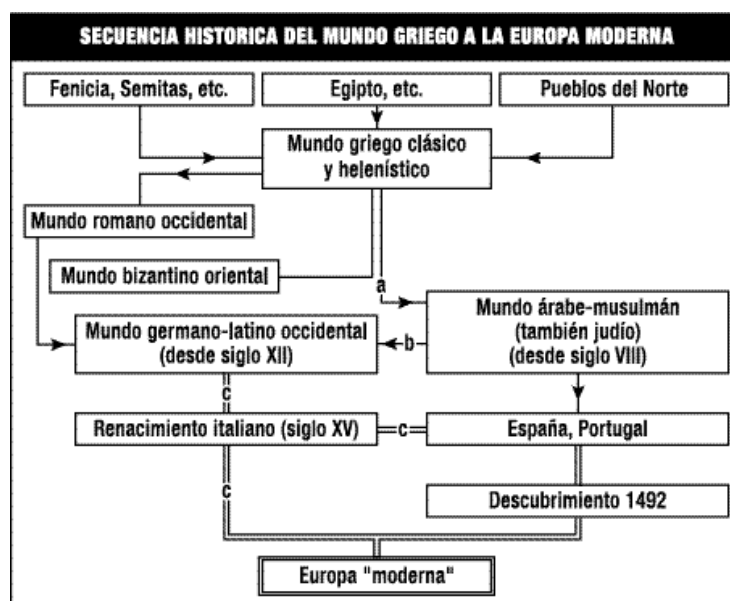 SECUENCIA HISTORICA DEL MUNDO GRIEGO A LA EUROPA MODERNA
Fenicia, Semitas, etc.
Egipto, etc.
Pueblos del Norte
Mundo griego clásico
y helenístico
Mundo romano occidental
Mundo bizantino oriental
a
Mundo árabe-musulmán
(también judío)
(desde siglo VIII)
Mundo germano-latino occidental
(desde siglo XII)
b
c
Renacimiento italiano (siglo XV)
c
España, Portugal
c
Descubrimiento 1492
Europa "moderna"